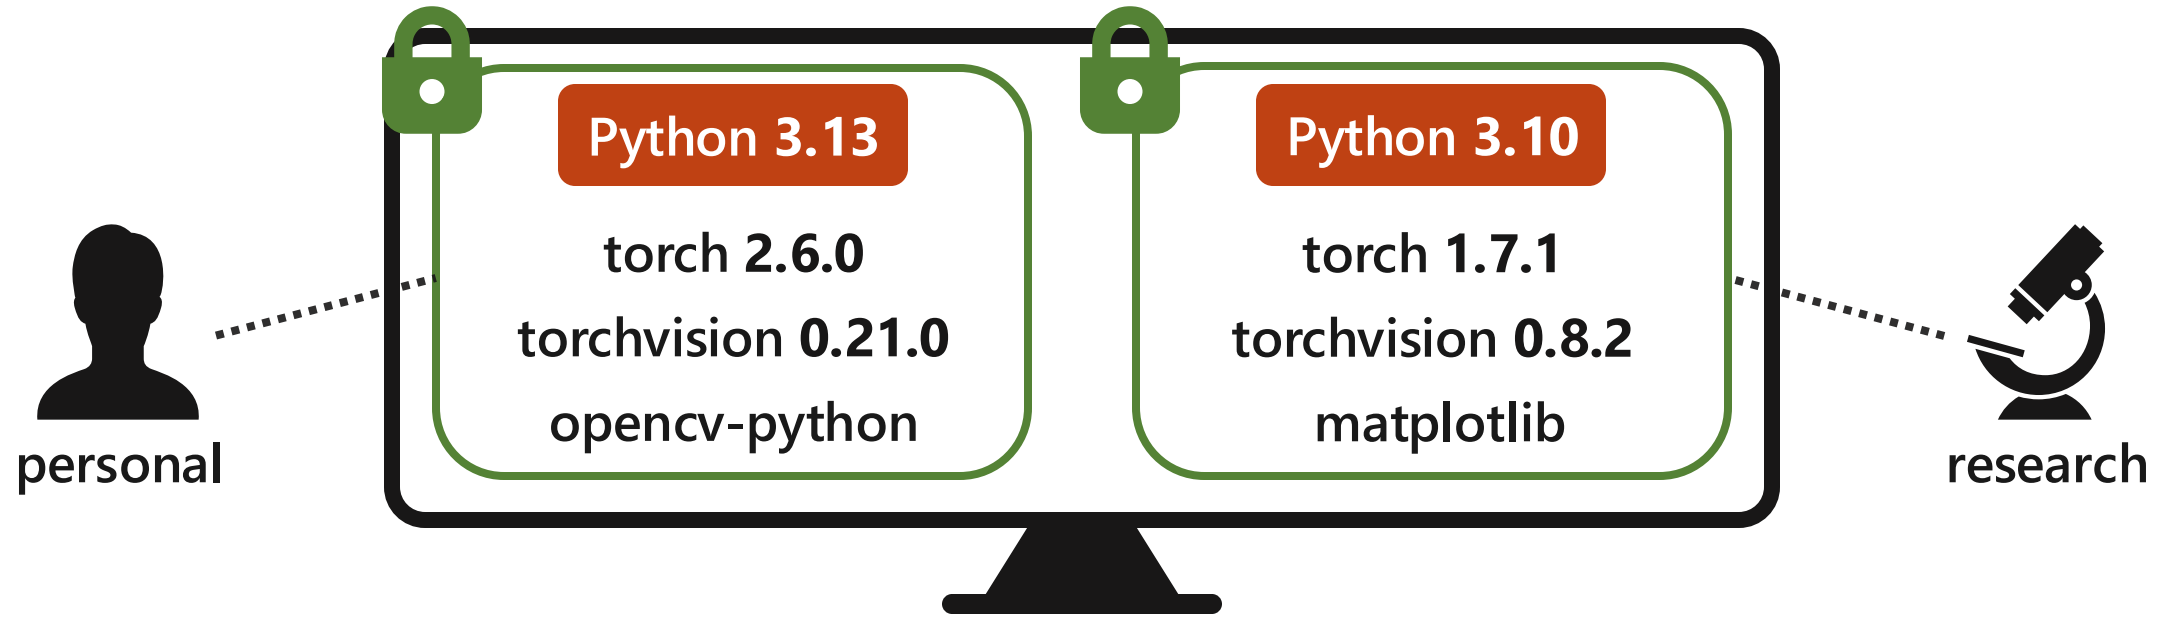 Python 3.13
torch 2.6.0
torchvision 0.21.0
opencv-python
personal
Python 3.10
torch 1.7.1
torchvision 0.8.2
matplotlib
research